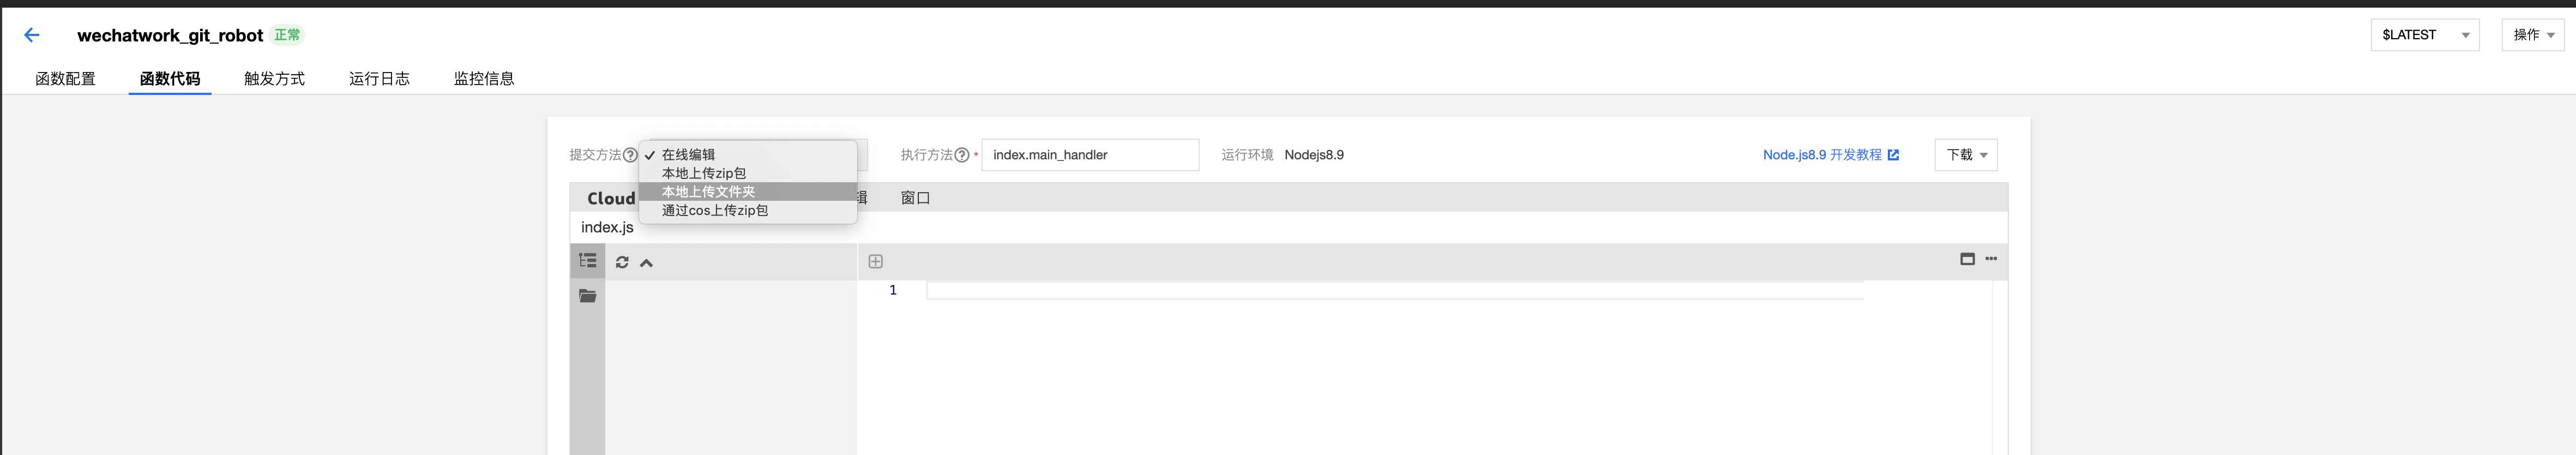 wechatwork_git_robot 正常 $LATEST 操作
函数配置 函数代码 触发方式 运行日志 监控信息
提交方法 在线编辑 执行方法 * index.main_handler 运行环境 Nodejs8.9 Node.js8.9 开发教程 下载
本地上传zip包
本地上传文件夹
通过cos上传zip包
Cloud 辑 窗口
index.js
1